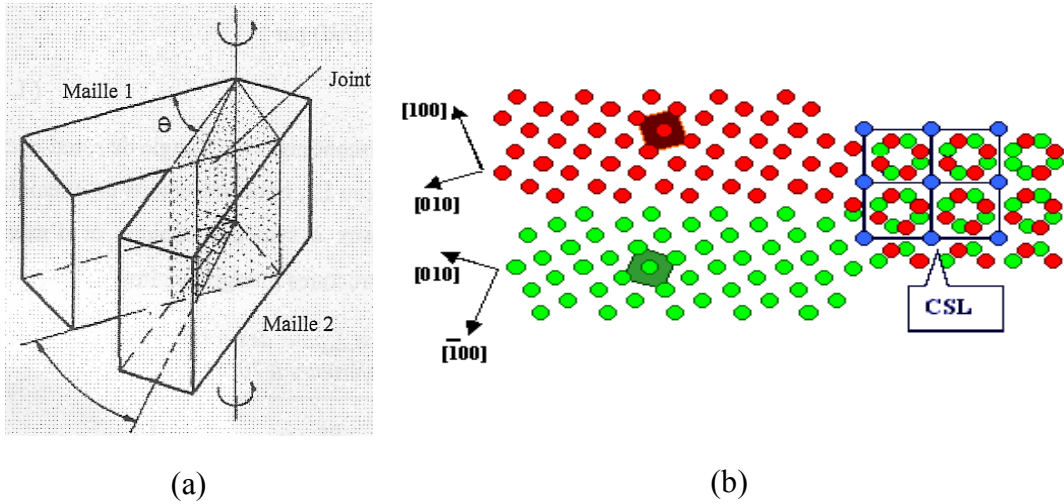 Maille 1
Joint
Θ
Maille 2
(a)
[100]
[010]
[010]
[1̅00]
CSL
(b)